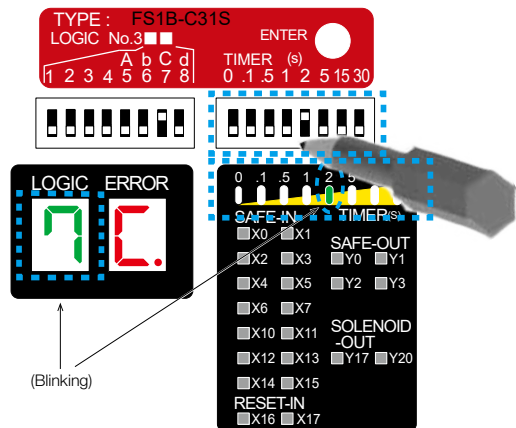 TYPE : FS1B-C31S
LOGIC No.3■■
ENTER
A b C d
1 2 3 4 5 6 7 8
TIMER (s)
0 .1 .5 1 2 5 15 30
LOGIC ERROR
7 C.
0 .1 .5 1 2 5
SAFE-IN TIMER(s)
X0 X1
X2 X3
X4 X5
X6 X7
X10 X11
X12 X13
X14 X15
RESET-IN
X16 X17
SAFE-OUT
Y0 Y1
Y2 Y3
SOLENOID
-OUT
Y17 Y20
(Blinking)